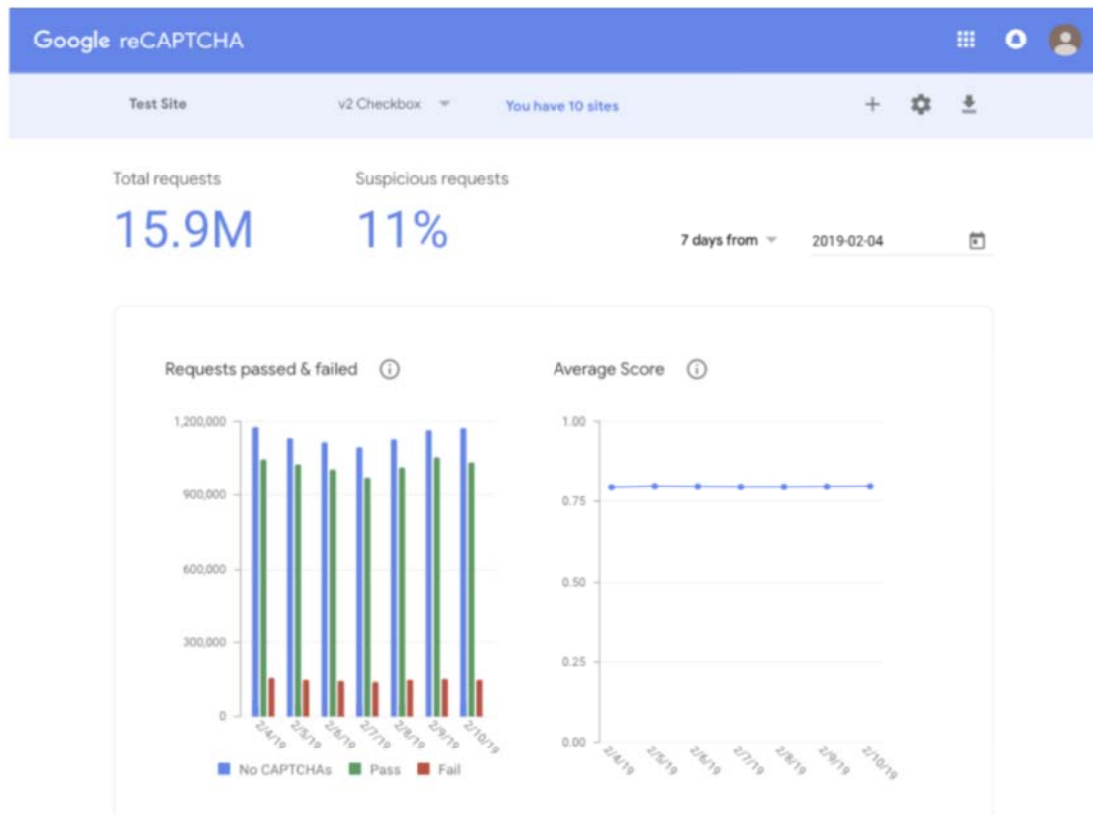 Google reCAPTCHA
Test Site v2 Checkbox You have 10 sites
Total requests Suspicious requests
15.9M 11%
7 days from 2019-02-04
Requests passed & failed Average Score
1,200,000
900,000
600,000
300,000
0
2/4/19 2/5/19 2/6/19 2/7/19 2/8/19 2/9/19 2/10/19
No CAPTCHAs Pass Fail
1.00
0.75
0.50
0.25
0.00
2/4/19 2/5/19 2/6/19 2/7/19 2/8/19 2/9/19 2/10/19